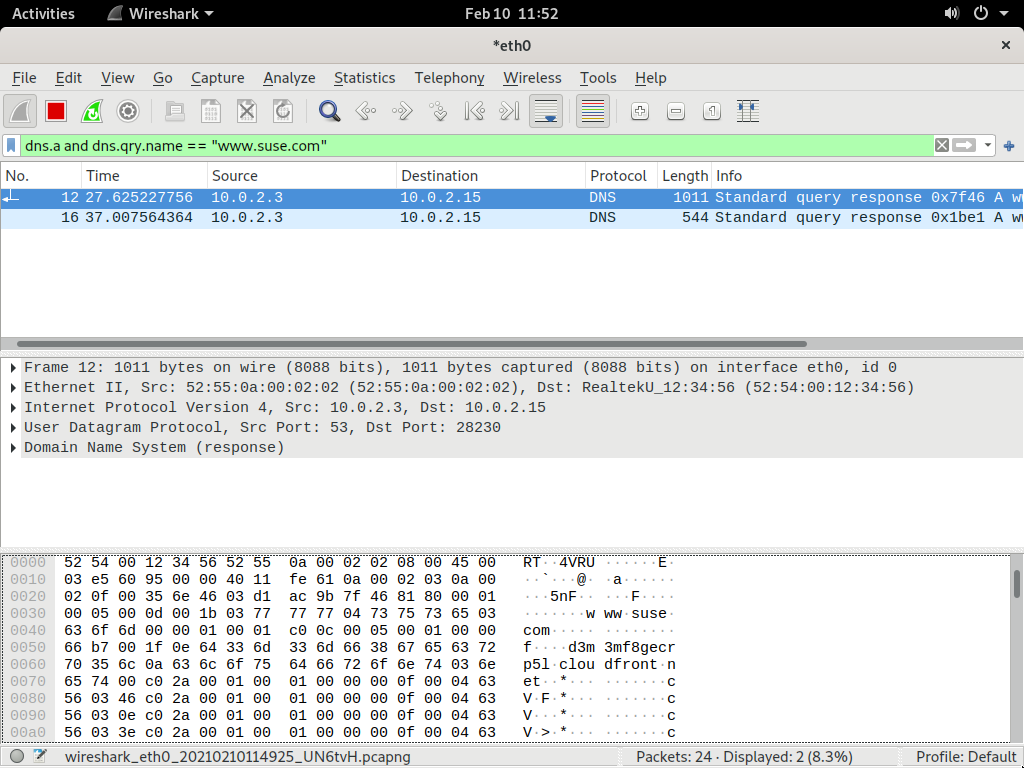 Activities Wireshark Feb 10 11:52
*eth0
File Edit View Go Capture Analyze Statistics Telephony Wireless Tools Help
dns.a and dns.qry.name == "www.suse.com"
No. Time Source Destination Protocol Length Info
12 27.625227756 10.0.2.3 10.0.2.15 DNS 1011 Standard query response 0x7f46 A
16 37.007564364 10.0.2.3 10.0.2.15 DNS 544 Standard query response 0x1be1 A
Frame 12: 1011 bytes on wire (8088 bits), 1011 bytes captured (8088 bits) on interface eth0, id 0
Ethernet II, Src: 52:55:0a:00:02:02 (52:55:0a:00:02:02), Dst: RealtekU_12:34:56 (52:54:00:12:34:56)
Internet Protocol Version 4, Src: 10.0.2.3, Dst: 10.0.2.15
User Datagram Protocol, Src Port: 53, Dst Port: 28230
Domain Name System (response)
0000 52 54 00 12 34 56 52 55 0a 00 02 02 08 00 45 00 RT··4VRU ······E·
0010 03 e5 60 95 00 00 40 11 fe 61 0a 00 02 03 0a 00 ··`···@· ·a······
0020 02 0f 00 35 6e 46 03 d1 ac 9b 7f 46 81 80 00 01 ···5nF·· ···F····
0030 00 05 00 0d 00 1b 03 77 77 77 04 73 75 73 65 03 ·······w ww·suse·
0040 63 6f 6d 00 00 01 00 01 c0 0c 00 05 00 01 00 00 com····· ········
0050 66 b7 00 1f 0e 64 33 6d 33 6d 66 38 67 65 63 72 f····d3m 3mf8gecr
0060 70 35 6c 0a 63 6c 6f 75 64 66 72 6f 6e 74 03 6e p5l·clou dfront·n
0070 65 74 00 c0 2a 00 01 00 01 00 00 00 0f 00 04 63 et··*··· ·······c
0080 56 03 46 c0 2a 00 01 00 01 00 00 00 0f 00 04 63 V·F·*··· ·······c
0090 56 03 0e c0 2a 00 01 00 01 00 00 00 0f 00 04 63 V···*··· ·······c
00a0 56 03 3e c0 2a 00 01 00 01 00 00 00 0f 00 04 63 V·>·*··· ·······c
wireshark_eth0_20210210114925_UN6tvH.pcapng Packets: 24 · Displayed: 2 (8.3%) Profile: Default